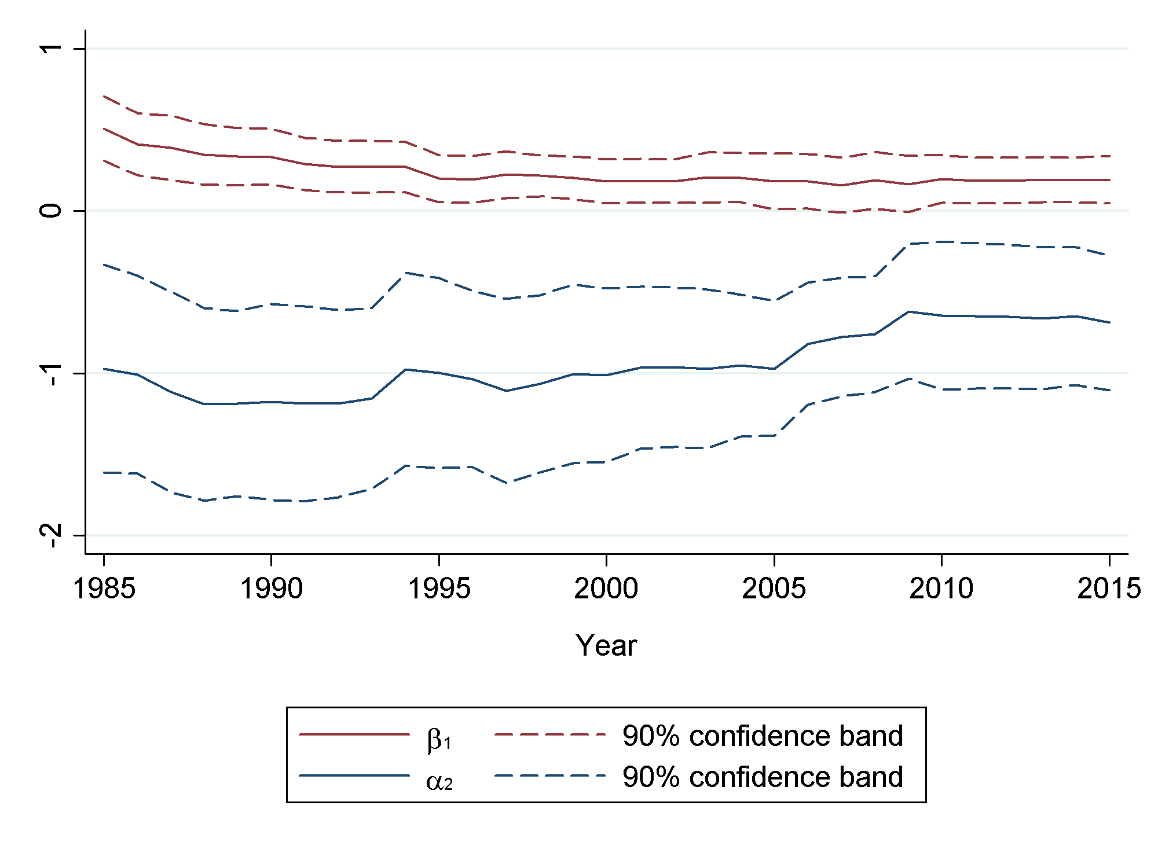 1
0
-1
-2
1985 1990 1995 2000 2005 2010 2015
Year
β₁ 90% confidence band
α₂ 90% confidence band